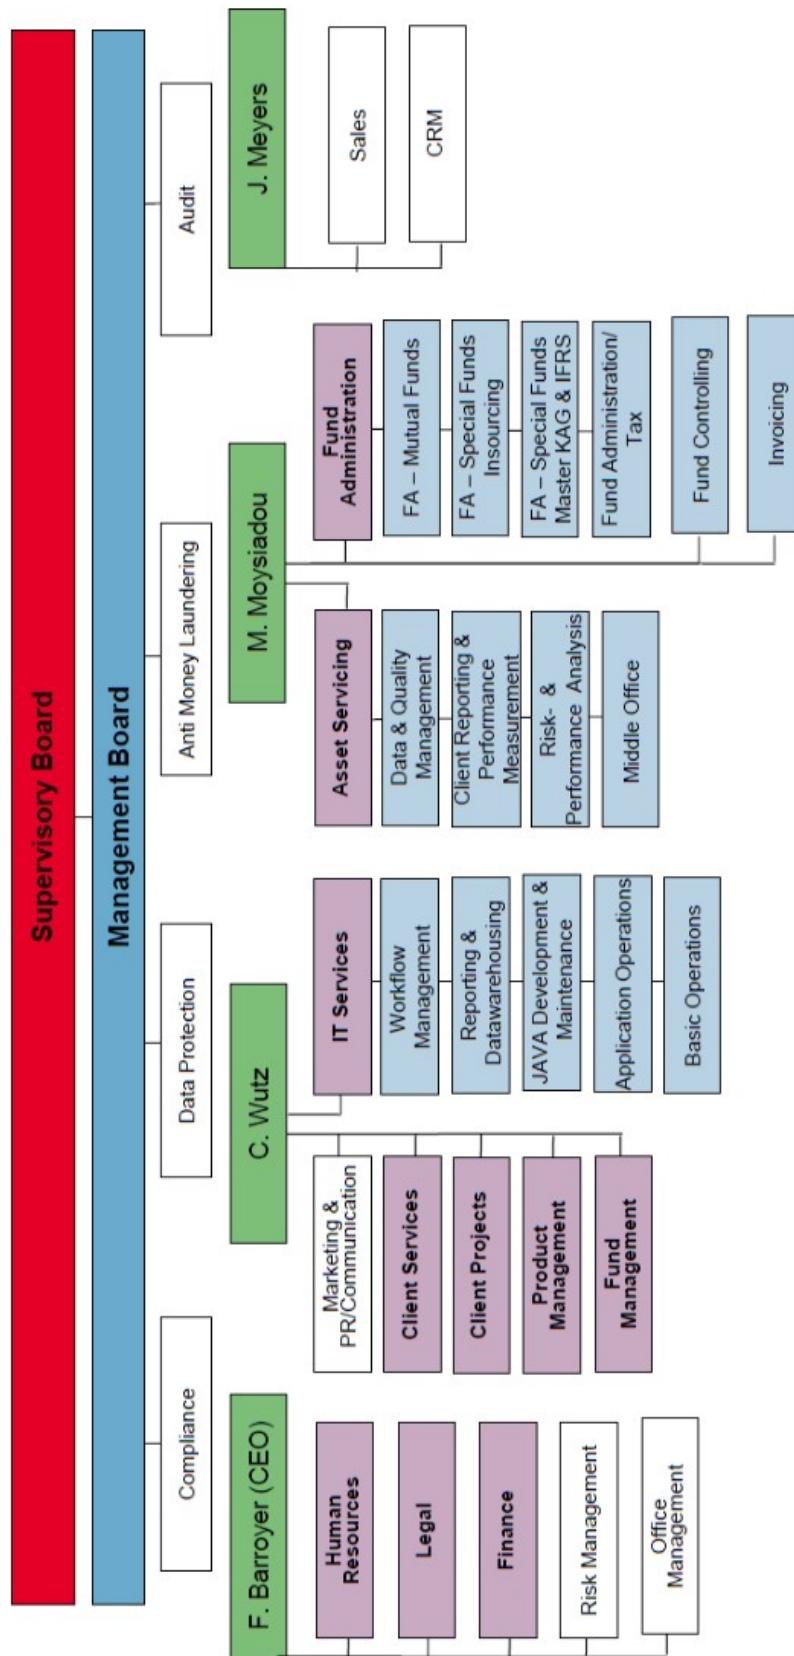 Supervisory Board
Management Board
Compliance
Data Protection
Anti Money Laundering
Audit
F. Barroyer (CEO)
C. Wutz
M. Moysiadou
J. Meyers
Human
Resources
Legal
Finance
Risk Management
Office
Management
Marketing &
PR/Communication
Client Services
Client Projects
Product
Management
Fund
Management
IT Services
Workflow
Management
Reporting &
Datawarehousing
JAVA Development &
Maintenance
Application Operations
Basic Operations
Asset Servicing
Data & Quality
Management
Client Reporting &
Performance
Measurement
Risk- &
Performance Analysis
Middle Office
Fund
Administration
FA – Mutual Funds
FA – Special Funds
Insourcing
FA – Special Funds
Master KAG & IFRS
Fund Administration/
Tax
Fund Controlling
Invoicing
Sales
CRM